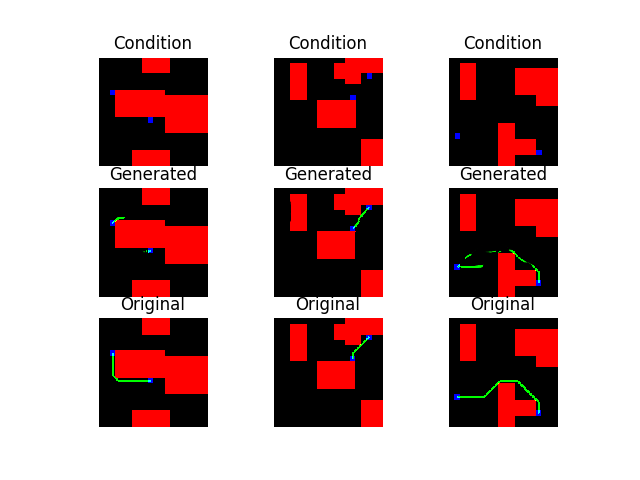 Condition Condition Condition
Generated Generated Generated
Original Original Original